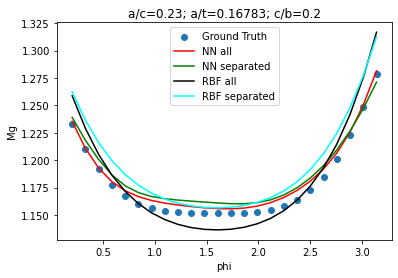 a/c=0.23; a/t=0.16783; c/b=0.2
Ground Truth
NN all
NN separated
RBF all
RBF separated
1.325
1.300
1.275
1.250
1.225
1.200
1.175
1.150
Mg
0.5
1.0
1.5
2.0
2.5
3.0
phi